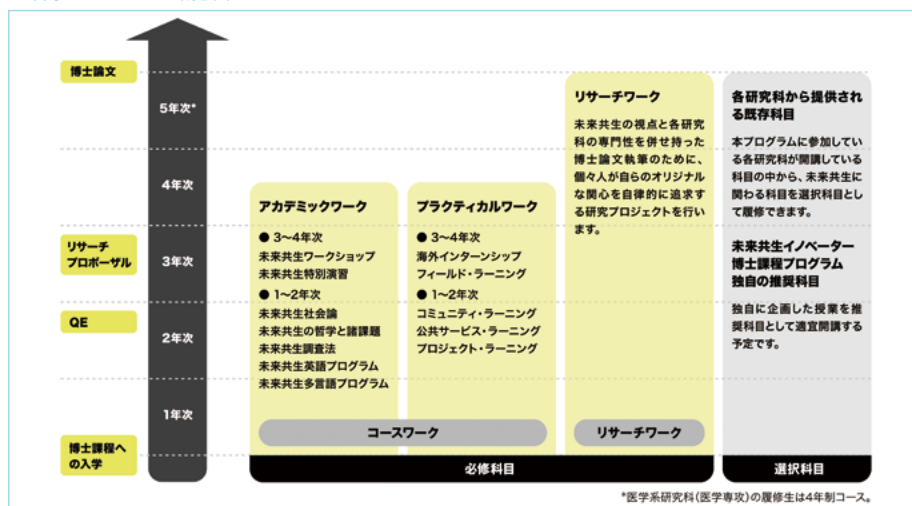 博士論文
5年次*
4年次
リサーチ
プロポーザル
3年次
QE
2年次
1年次
博士課程へ
の入学
アカデミックワーク
● 3〜4年次
未来共生ワークショップ
未来共生特別演習
● 1〜2年次
未来共生社会論
未来共生の哲学と諸課題
未来共生調査法
未来共生英語プログラム
未来共生多言語プログラム
プラクティカルワーク
● 3〜4年次
海外インターンシップ
フィールド・ラーニング
● 1〜2年次
コミュニティ・ラーニング
公共サービス・ラーニング
プロジェクト・ラーニング
コースワーク
リサーチワーク
未来共生の視点と各研究
科の専門性を併せ持った
博士論文執筆のために、
個々人が自らのオリジナル
な関心を自律的に追求す
る研究プロジェクトを行い
ます。
リサーチワーク
必修科目
各研究科から提供され
る既存科目
本プログラムに参加している
各研究科が開講している
科目の中から、未来共生に
関わる科目を選択科目とし
て履修できます。
未来共生イノベーター
博士課程プログラム
独自の推奨科目
独自に企画した授業を推
奨科目として適宜開講する
予定です。
選択科目
*医学系研究科(医学専攻)の履修生は4年制コース。